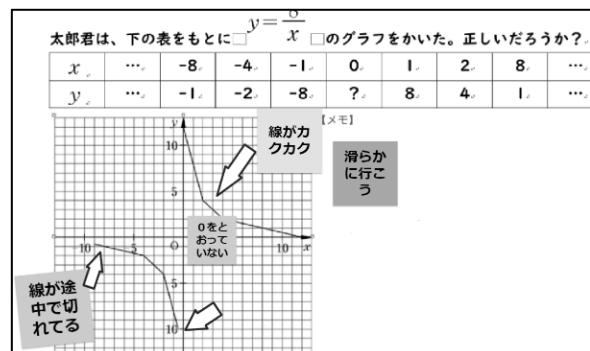 太郎君は、下の表をもとに□y=8/x □のグラフをかいた。正しいだろうか？
x … -8 -4 -1 0 1 2 8 …
y … -1 -2 -8 ? 8 4 1 …
【メモ】
線がカ
クカク
滑らか
に行こ
う
0をと
おって
いない
線が途
中で切
れてる
y
10
5
10 5 O 10 x
5
10